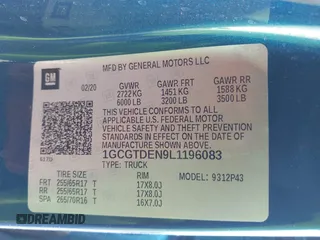 GM
MFD BY GENERAL MOTORS LLC
02/20
GVWR GAWR FRT GAWR RR
2722 KG 1451 KG 1588 KG
6000 LB 3200 LB 3500 LB
THIS VEHICLE CONFORMS TO ALL
APPLICABLE U.S. FEDERAL MOTOR
VEHICLE SAFETY AND THEFT
PREVENTION STANDARDS IN EFFECT
ON THE DATE OF MANUFACTURE
SHOWN ABOVE.
1GCGTDEN9L1196083
TYPE: TRUCK
MODEL: 9312P43
TIRE SIZE RIM
FRT 255/65R17 T 17X8.0J
RR 255/65R17 T 17X8.0J
SPA 265/70R16 T 16X7.0J
DREAMBID